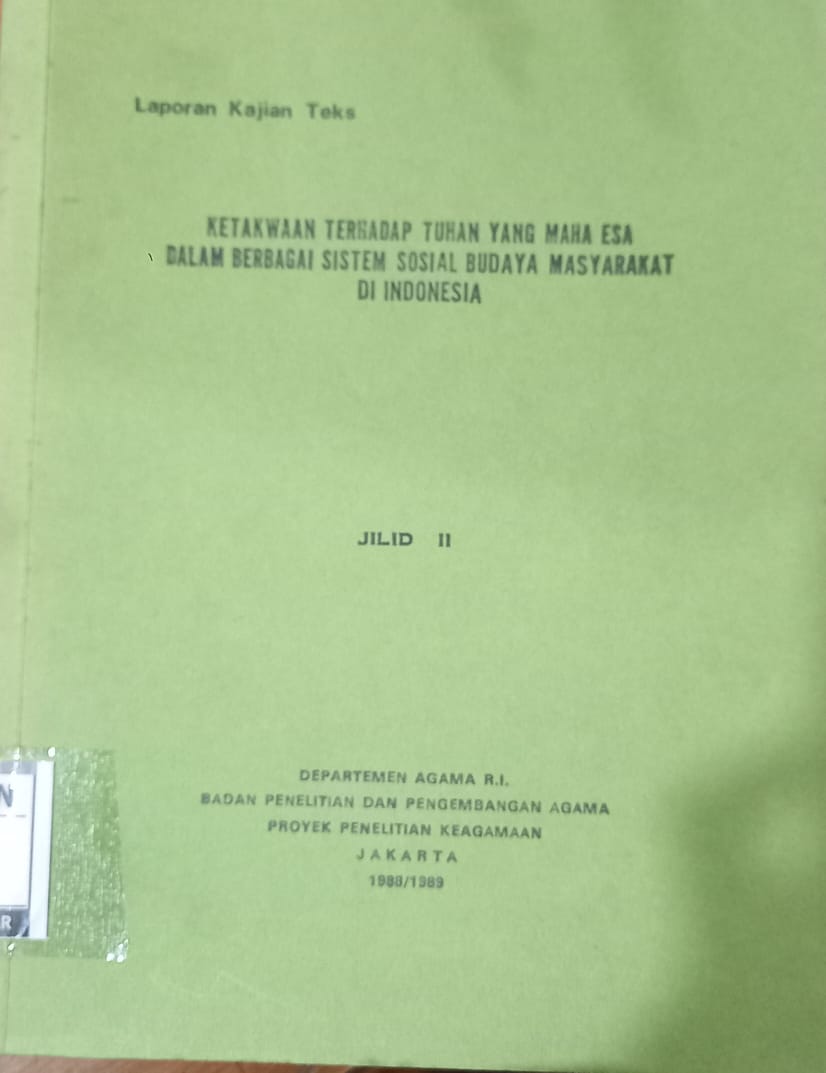 Laporan Kajian Teks
KETAKWAAN TERHADAP TUHAN YANG MAHA ESA
DALAM BERBAGAI SISTEM SOSIAL BUDAYA MASYARAKAT
DI INDONESIA
JILID II
DEPARTEMEN AGAMA R.I.
BADAN PENELITIAN DAN PENGEMBANGAN AGAMA
PROYEK PENELITIAN KEAGAMAAN
JAKARTA
1988/1989
N
R